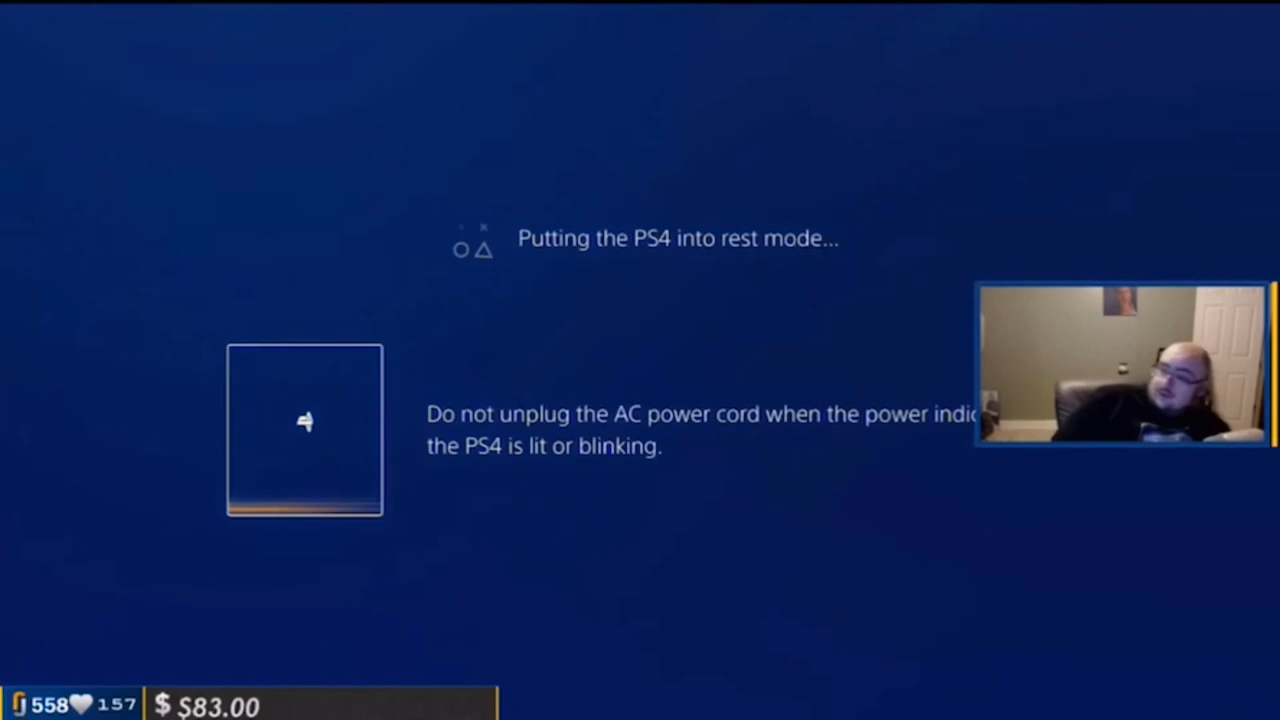 Putting the PS4 into rest mode...
Do not unplug the AC power cord when the power indic
the PS4 is lit or blinking.
558 157 $ $83.00